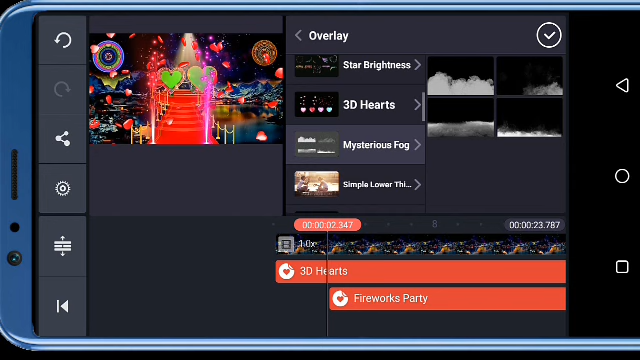 Overlay
Star Brightness
3D Hearts
Mysterious Fog
Simple Lower Thi...
00:00:02.347
8
00:00:23.787
1.0x
3D Hearts
Fireworks Party